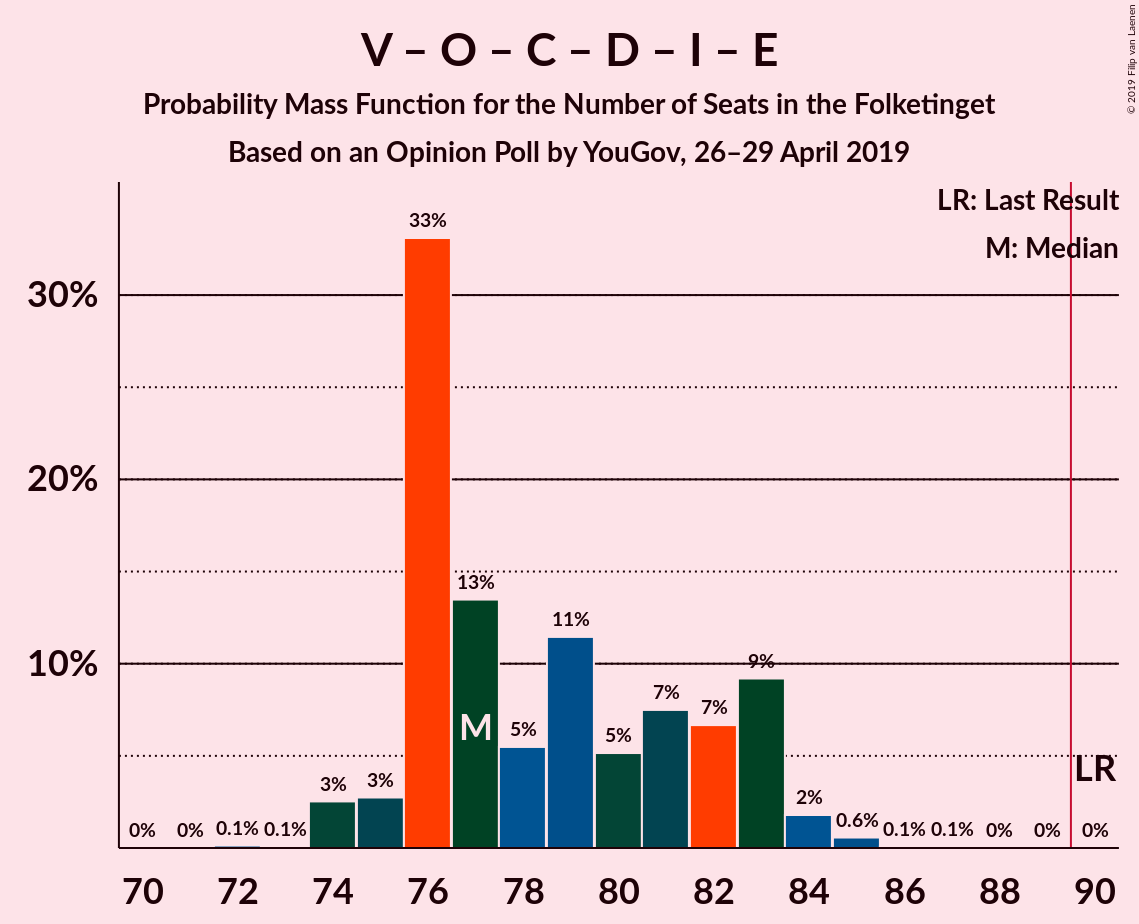 V – O – C – D – I – E
Probability Mass Function for the Number of Seats in the Folketinget
Based on an Opinion Poll by YouGov, 26–29 April 2019
© 2019 Filip van Laenen
LR: Last Result
M: Median
30%
20%
10%
0% 0% 0.1% 0.1% 3% 3% 33% 13% 5% 11% 5% 7% 7% 9% 2% 0.6% 0.1% 0.1% 0% 0% 0%
M
LR
70 72 74 76 78 80 82 84 86 88 90